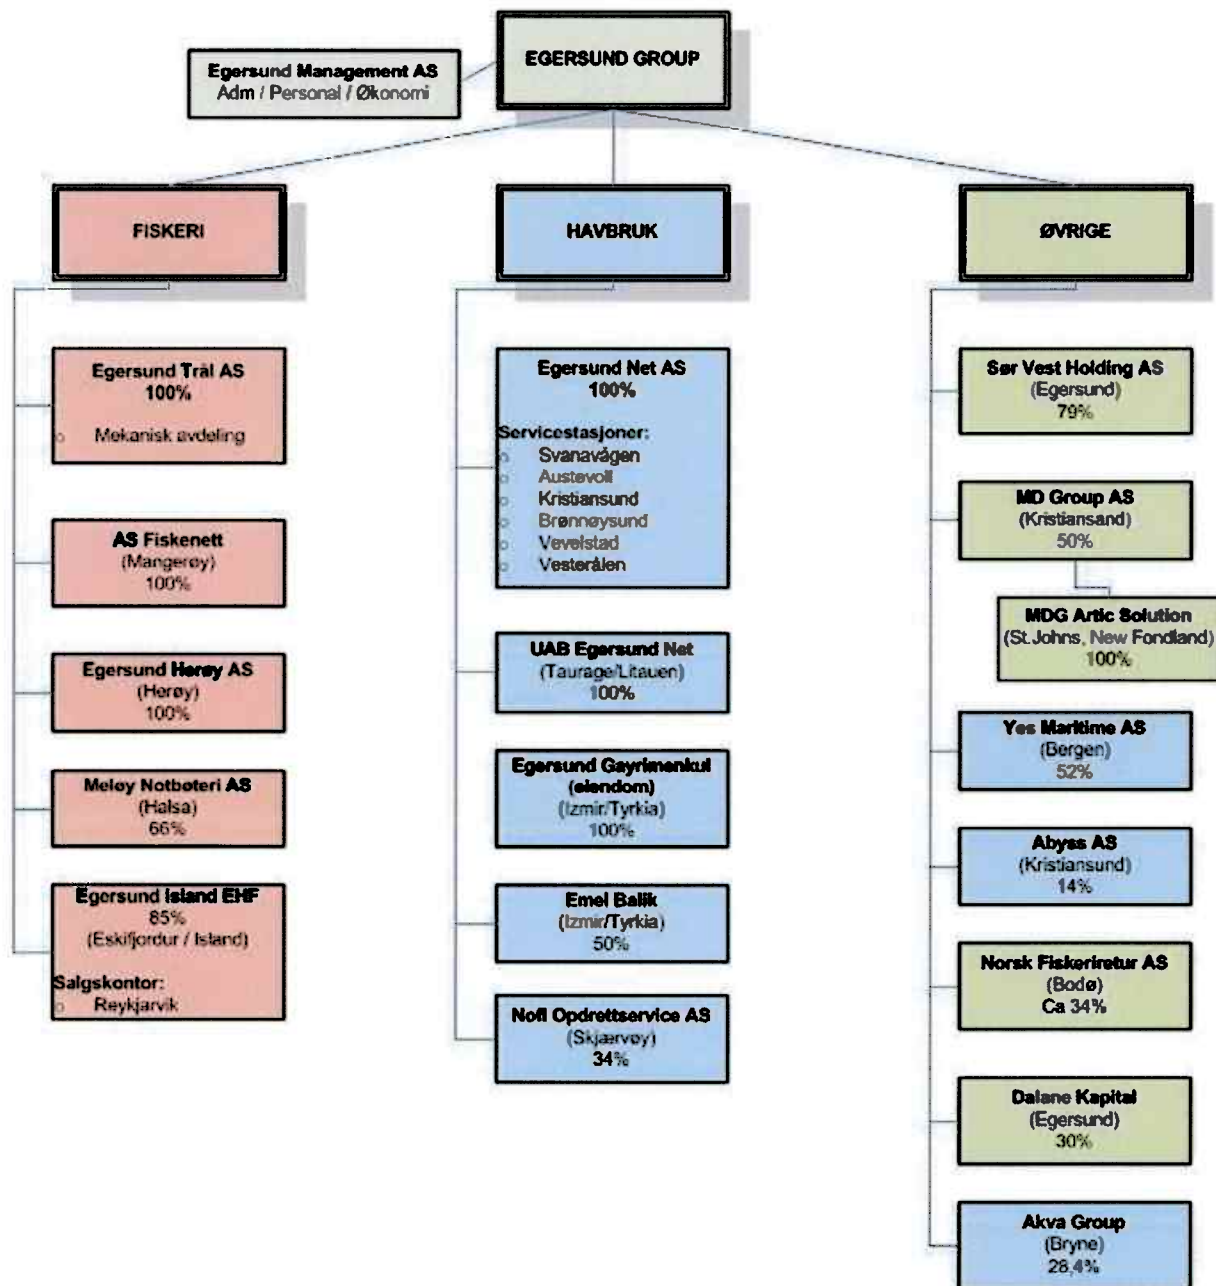 EGERSUND GROUP
Egersund Management AS
Adm / Personal / Økonomi
FISKERI
Egersund Trål AS
100%
Mekanisk avdeling
AS Fiskenett
(Mangerøy)
100%
Egersund Herøy AS
(Herøy)
100%
Meløy Notbøteri AS
(Halsa)
66%
Egersund Island EHF
85%
(Eskifjordur / Island)
Salgskontor:
Reykjarvik
HAVBRUK
Egersund Net AS
100%
Servicestasjoner:
Svanavågen
Austevoll
Kristiansund
Brønnøysund
Vevelstad
Vesterålen
UAB Egersund Net
(Taurage/Litauen)
100%
Egersund Gayrimenkul
(eiendom)
(Izmir/Tyrkia)
100%
Emel Balik
(Izmir/Tyrkia)
50%
Nofi Opdrettservice AS
(Skjærvøy)
34%
ØVRIGE
Sør Vest Holding AS
(Egersund)
79%
MD Group AS
(Kristiansand)
50%
MDG Artic Solution
(St.Johns, New Fondland)
100%
Yes Maritime AS
(Bergen)
52%
Abyss AS
(Kristiansund)
14%
Norsk Fiskeriretur AS
(Bodø)
Ca 34%
Dalane Kapital
(Egersund)
30%
Akva Group
(Bryne)
28,4%